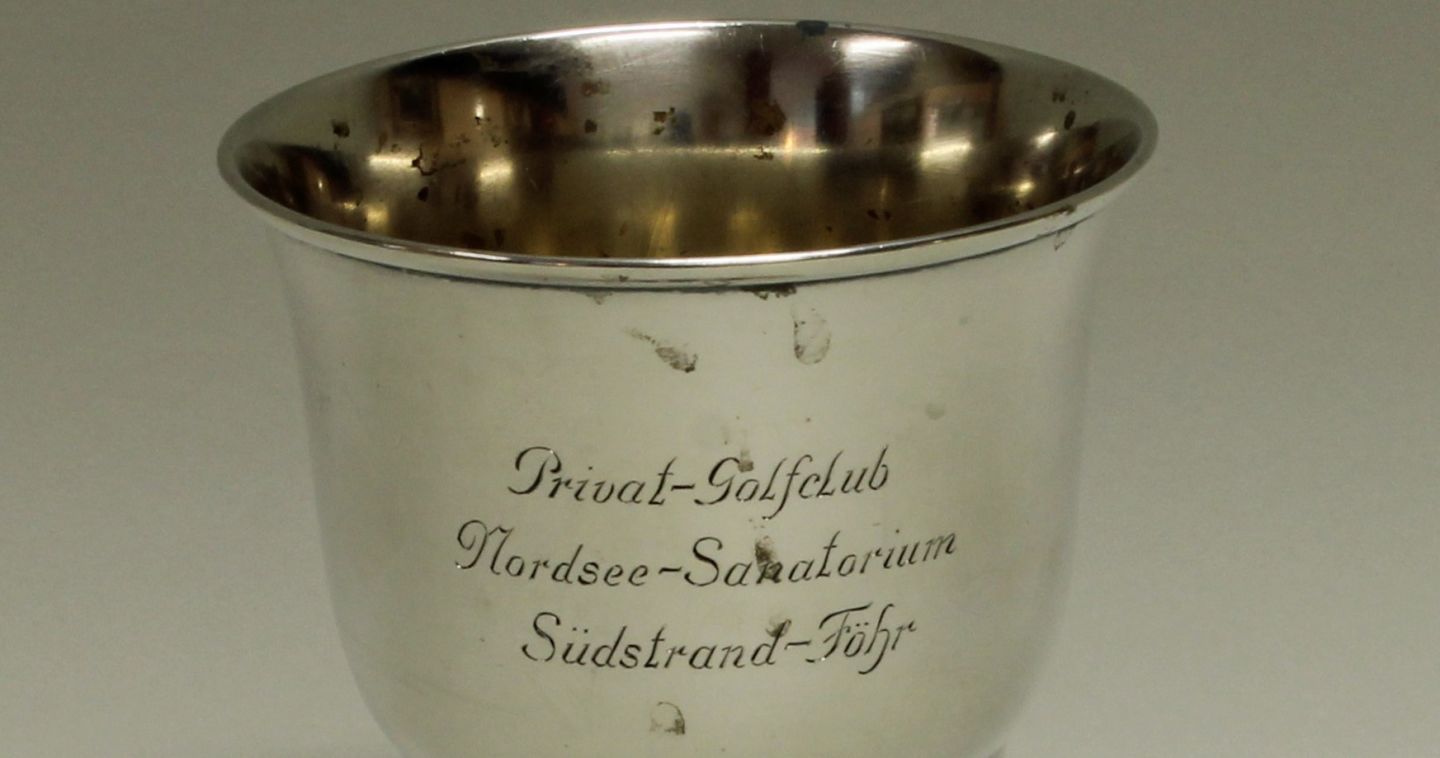 Privat-Golfclub
Nordsee-Sanatorium
Südstrand-Föhr